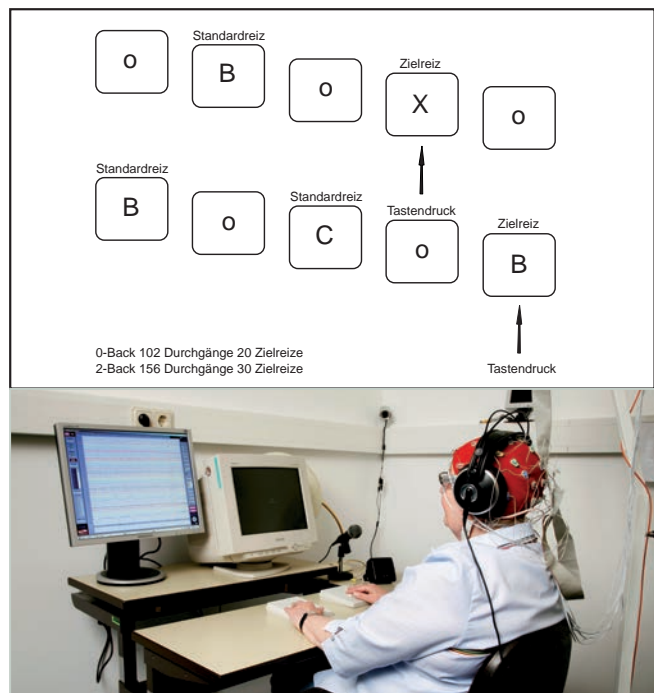 Standardreiz
Zielreiz
o
B
o
X
o
Standardreiz
Standardreiz
Tastendruck
Zielreiz
B
o
C
o
B
0-Back 102 Durchgänge 20 Zielreize
2-Back 156 Durchgänge 30 Zielreize
Tastendruck